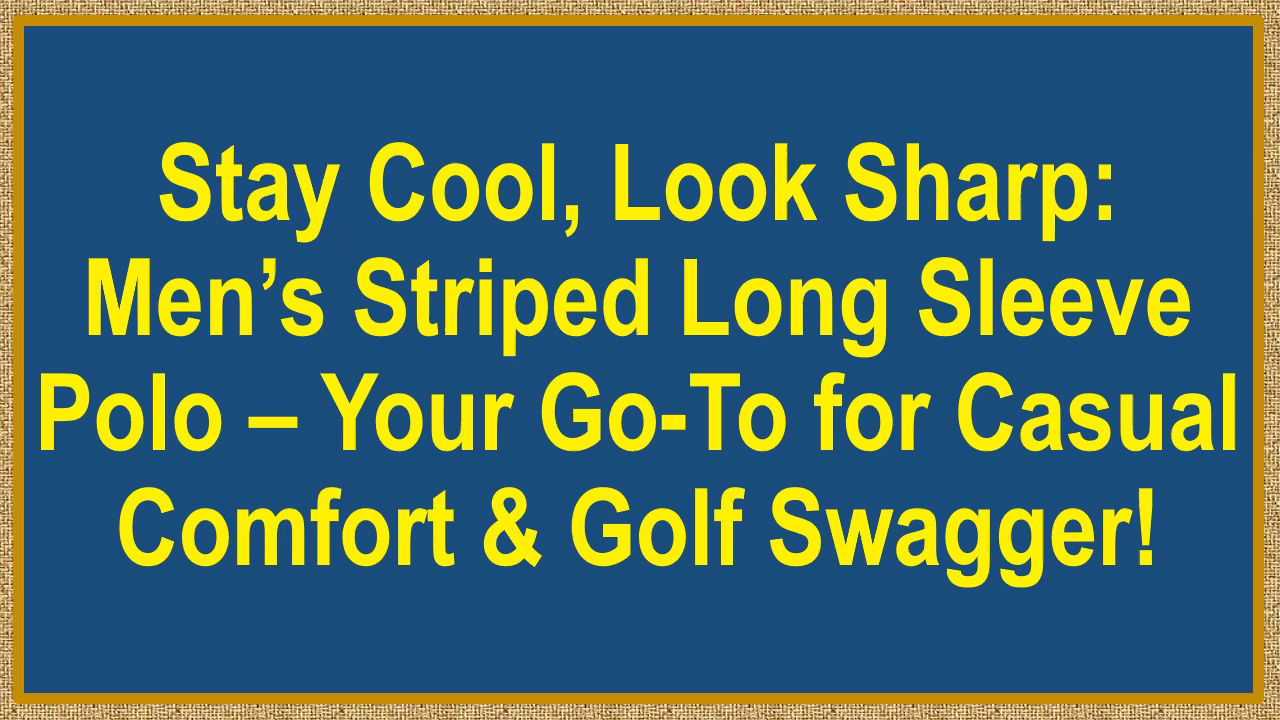 Stay Cool, Look Sharp:
Men’s Striped Long Sleeve
Polo – Your Go-To for Casual
Comfort & Golf Swagger!